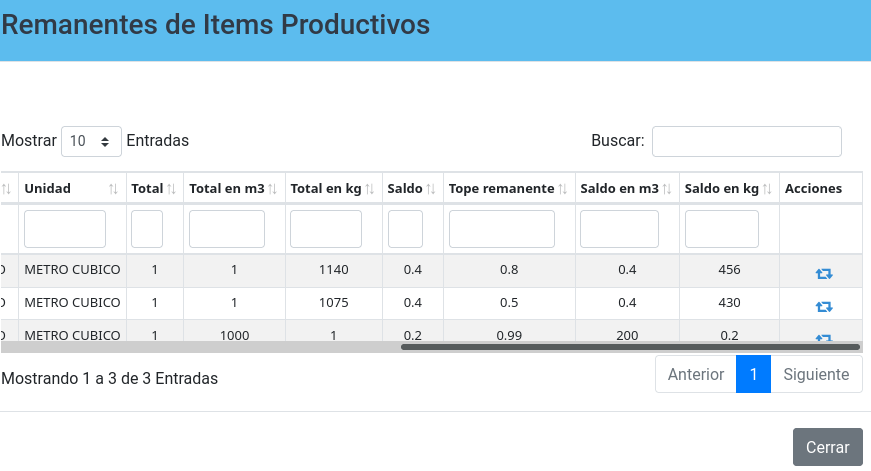 Remanentes de Items Productivos
Mostrar 10 Entradas Buscar:
Unidad Total Total en m3 Total en kg Saldo Tope remanente Saldo en m3 Saldo en kg Acciones
METRO CUBICO 1 1 1140 0.4 0.8 0.4 456
METRO CUBICO 1 1 1075 0.4 0.5 0.4 430
METRO CUBICO 1 1000 1 0.2 0.99 200 0.2
Mostrando 1 a 3 de 3 Entradas Anterior 1 Siguiente
Cerrar